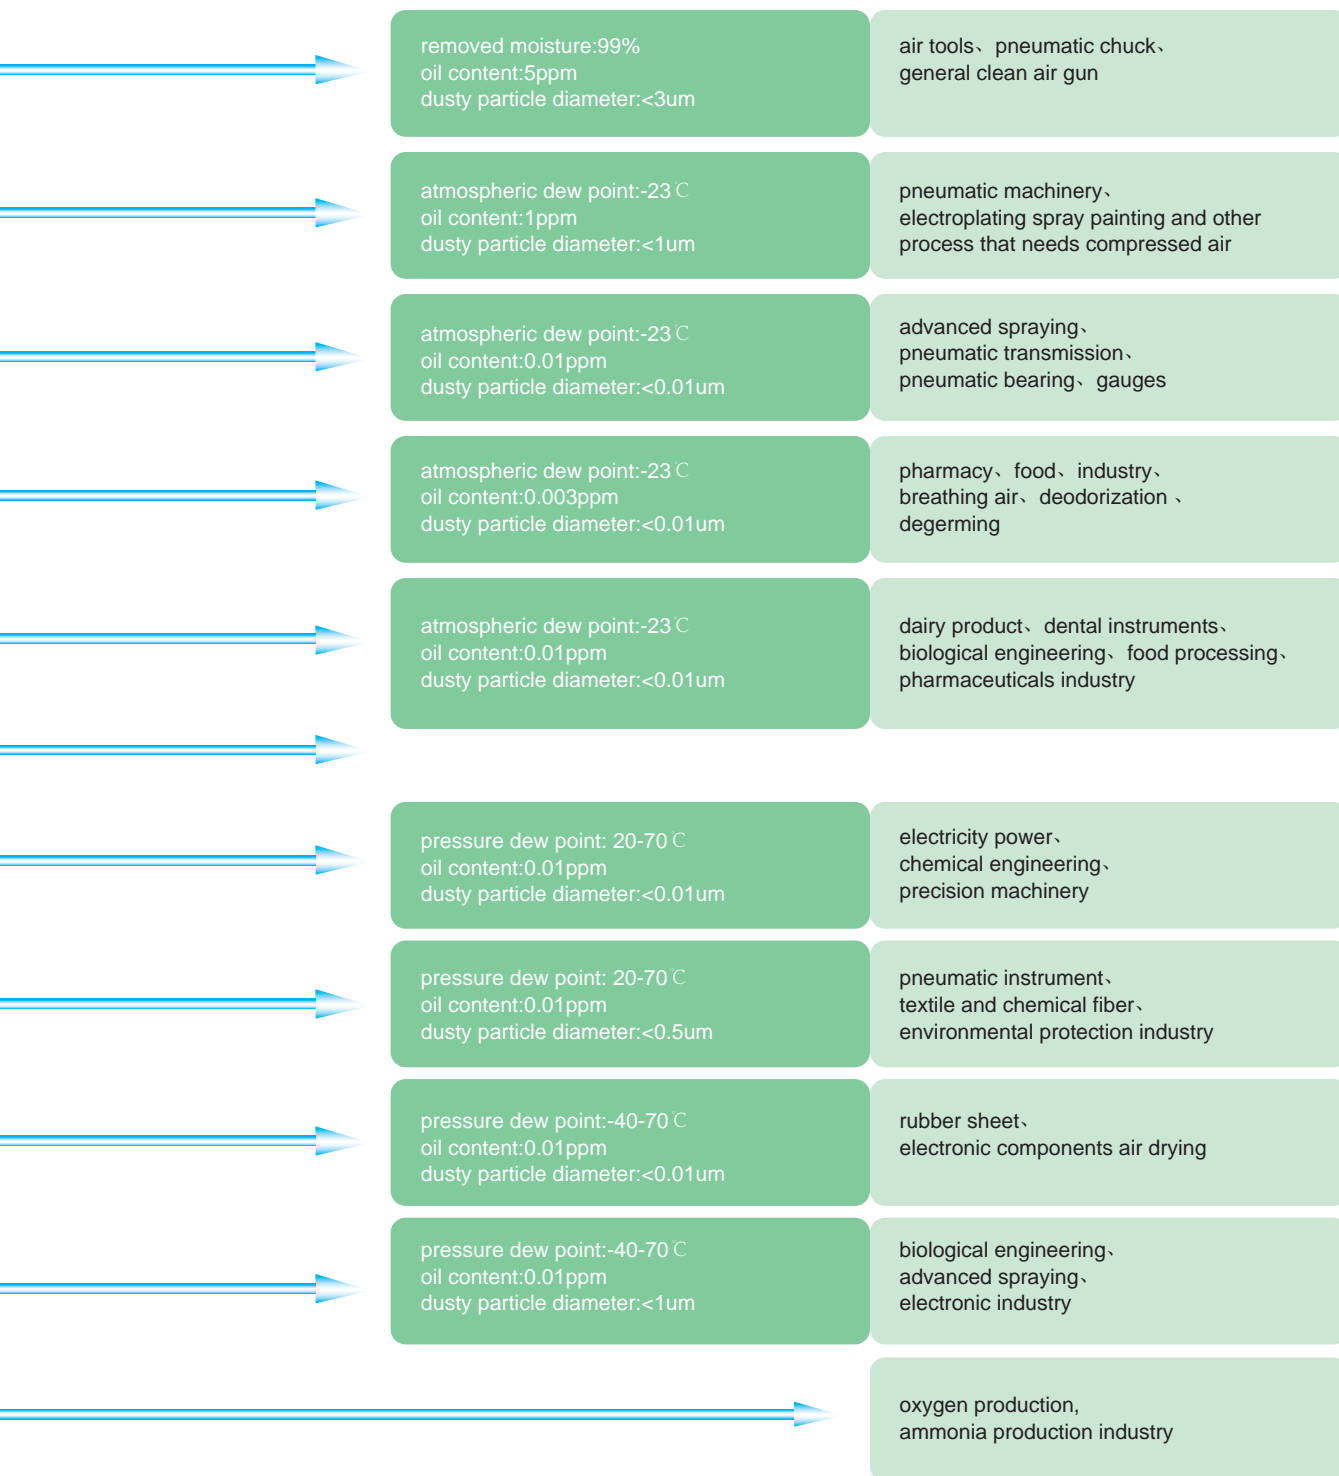 removed moisture:99%
oil content:5ppm
dusty particle diameter:<3um
air tools、pneumatic chuck、
general clean air gun
atmospheric dew point:-23℃
oil content:1ppm
dusty particle diameter:<1um
pneumatic machinery、
electroplating spray painting and other
process that needs compressed air
atmospheric dew point:-23℃
oil content:0.01ppm
dusty particle diameter:<0.01um
advanced spraying、
pneumatic transmission、
pneumatic bearing、gauges
atmospheric dew point:-23℃
oil content:0.003ppm
dusty particle diameter:<0.01um
pharmacy、food、industry、
breathing air、deodorization 、
degerming
atmospheric dew point:-23℃
oil content:0.01ppm
dusty particle diameter:<0.01um
dairy product、dental instruments、
biological engineering、food processing、
pharmaceuticals industry
pressure dew point: 20-70℃
oil content:0.01ppm
dusty particle diameter:<0.01um
electricity power、
chemical engineering、
precision machinery
pressure dew point: 20-70℃
oil content:0.01ppm
dusty particle diameter:<0.5um
pneumatic instrument、
textile and chemical fiber、
environmental protection industry
pressure dew point:-40-70℃
oil content:0.01ppm
dusty particle diameter:<0.01um
rubber sheet、
electronic components air drying
pressure dew point:-40-70℃
oil content:0.01ppm
dusty particle diameter:<1um
biological engineering、
advanced spraying、
electronic industry
oxygen production,
ammonia production industry